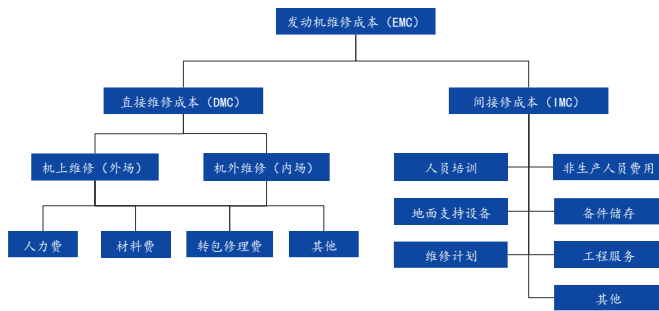 发动机维修成本（EMC）
直接维修成本（DMC）
间接修成本（IMC）
机上维修（外场）
机外维修（内场）
人力费
材料费
转包修理费
其他
人员培训
非生产人员费用
地面支持设备
备件储存
维修计划
工程服务
其他